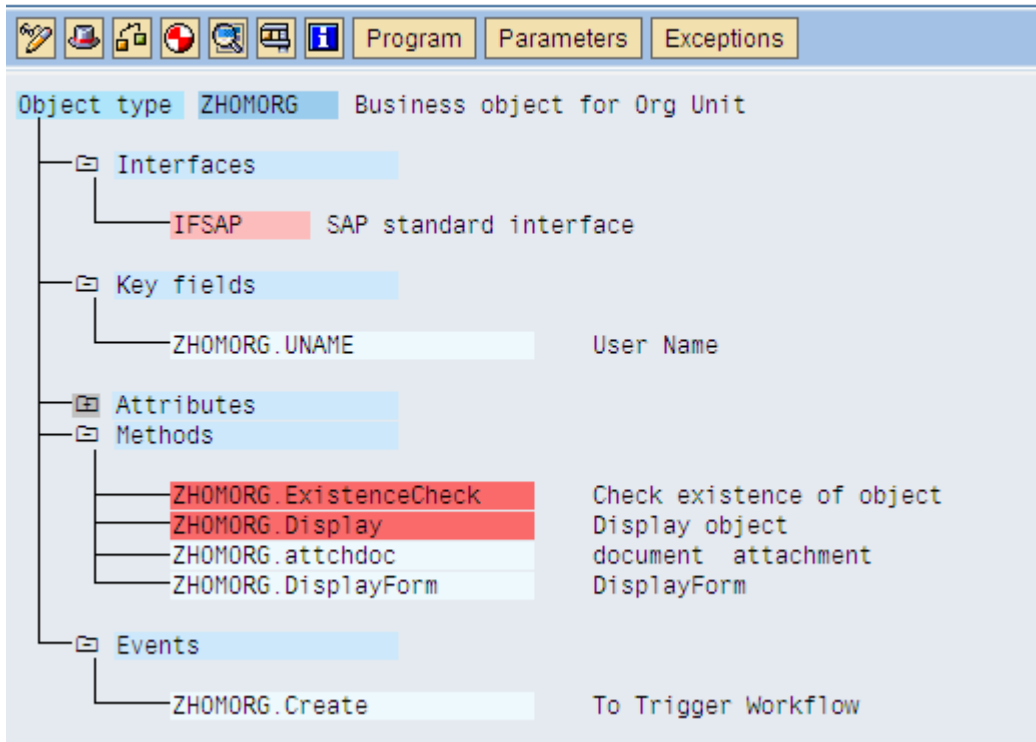 Program Parameters Exceptions
Object type ZHOMORG Business object for Org Unit
Interfaces
IFSAP SAP standard interface
Key fields
ZHOMORG.UNAME User Name
Attributes
Methods
ZHOMORG.ExistenceCheck Check existence of object
ZHOMORG.Display Display object
ZHOMORG.attchdoc document attachment
ZHOMORG.DisplayForm DisplayForm
Events
ZHOMORG.Create To Trigger Workflow